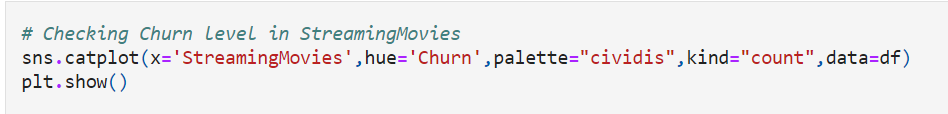 # Checking Churn level in StreamingMovies
sns.catplot(x='StreamingMovies',hue='Churn',palette="cividis",kind="count",data=df)
plt.show()